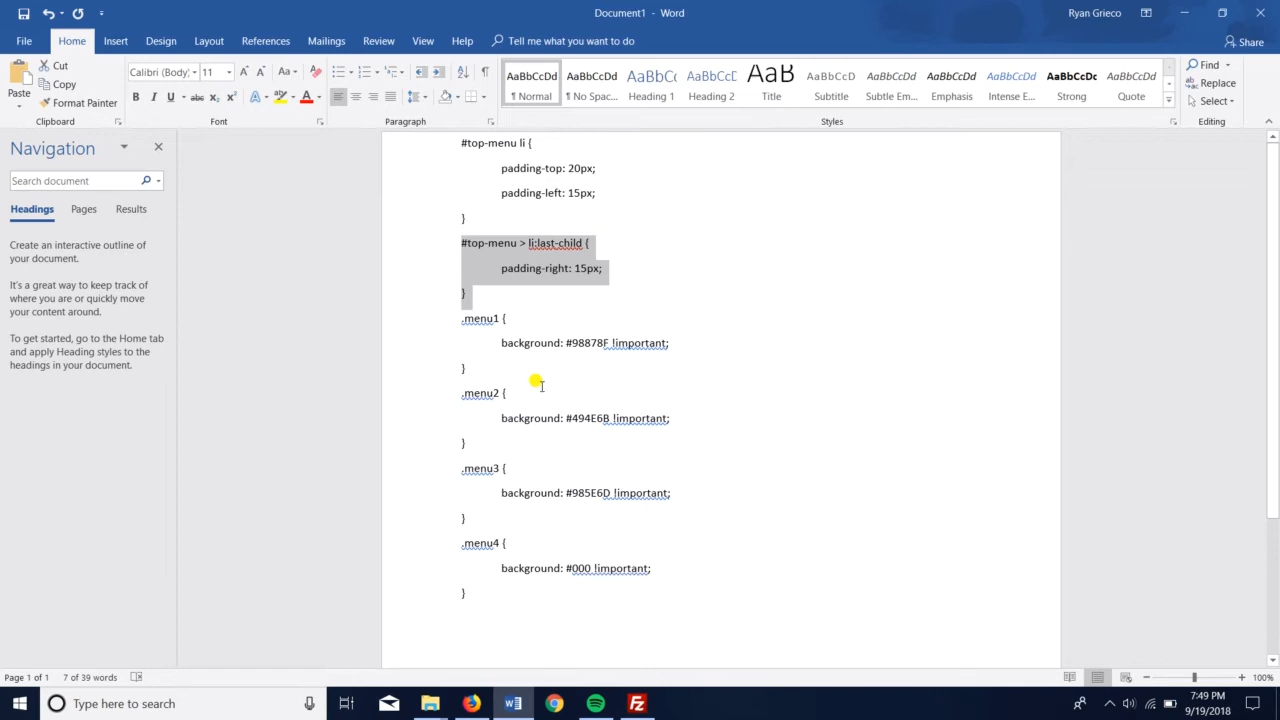 Document1 - Word
Ryan Grieco
File Home Insert Design Layout References Mailings Review View Help Tell me what you want to do Share
Paste
Cut
Copy
Format Painter
Clipboard
Calibri (Body) 11
Font
Paragraph
AaBbCcDd AaBbCcDd AaBbCc AaBbCcD AaB AaBbCcD AaBbCcDd AaBbCcDd AaBbCcDd AaBbCcDc AaBbCcDd
¶ Normal ¶ No Spac... Heading 1 Heading 2 Title Subtitle Subtle Em... Emphasis Intense E... Strong Quote
Styles
Find
Replace
Select
Editing
Navigation
Search document
Headings Pages Results
Create an interactive outline of
your document.
It's a great way to keep track of
where you are or quickly move
your content around.
To get started, go to the Home tab
and apply Heading styles to the
headings in your document.
#top-menu li {
padding-top: 20px;
padding-left: 15px;
}
#top-menu > li:last-child {
padding-right: 15px;
}
.menu1 {
background: #98878F !important;
}
.menu2 {
background: #494E6B !important;
}
.menu3 {
background: #985E6D !important;
}
.menu4 {
background: #000 !important;
}
Page 1 of 1 7 of 39 words
100%
Type here to search
7:49 PM
9/19/2018